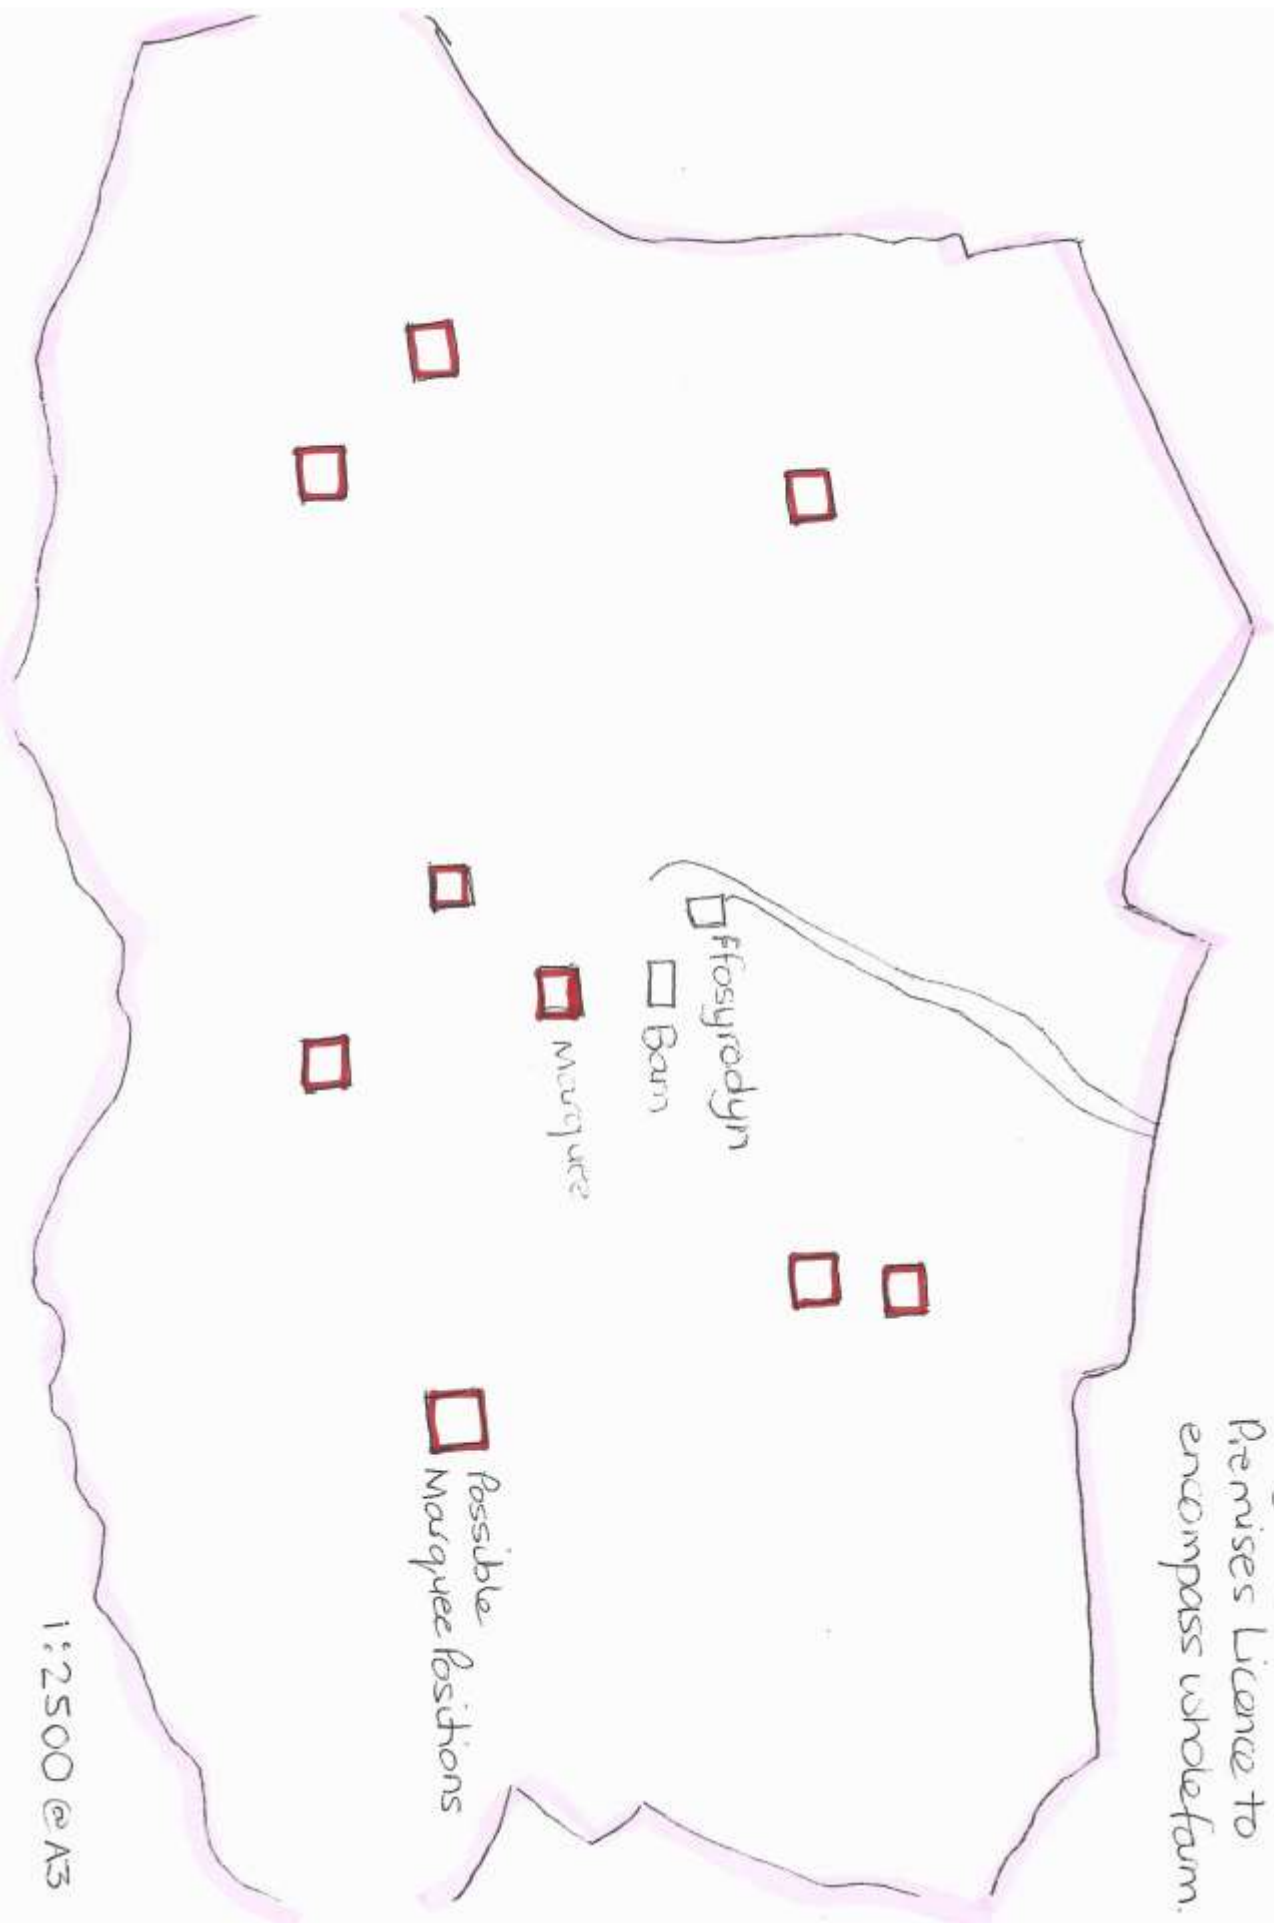 Premises Licence to
encompass whole farm.
ffosyrodyn
Barn
Marquee
Possible
Marquee Positions
1:2500 @ A3